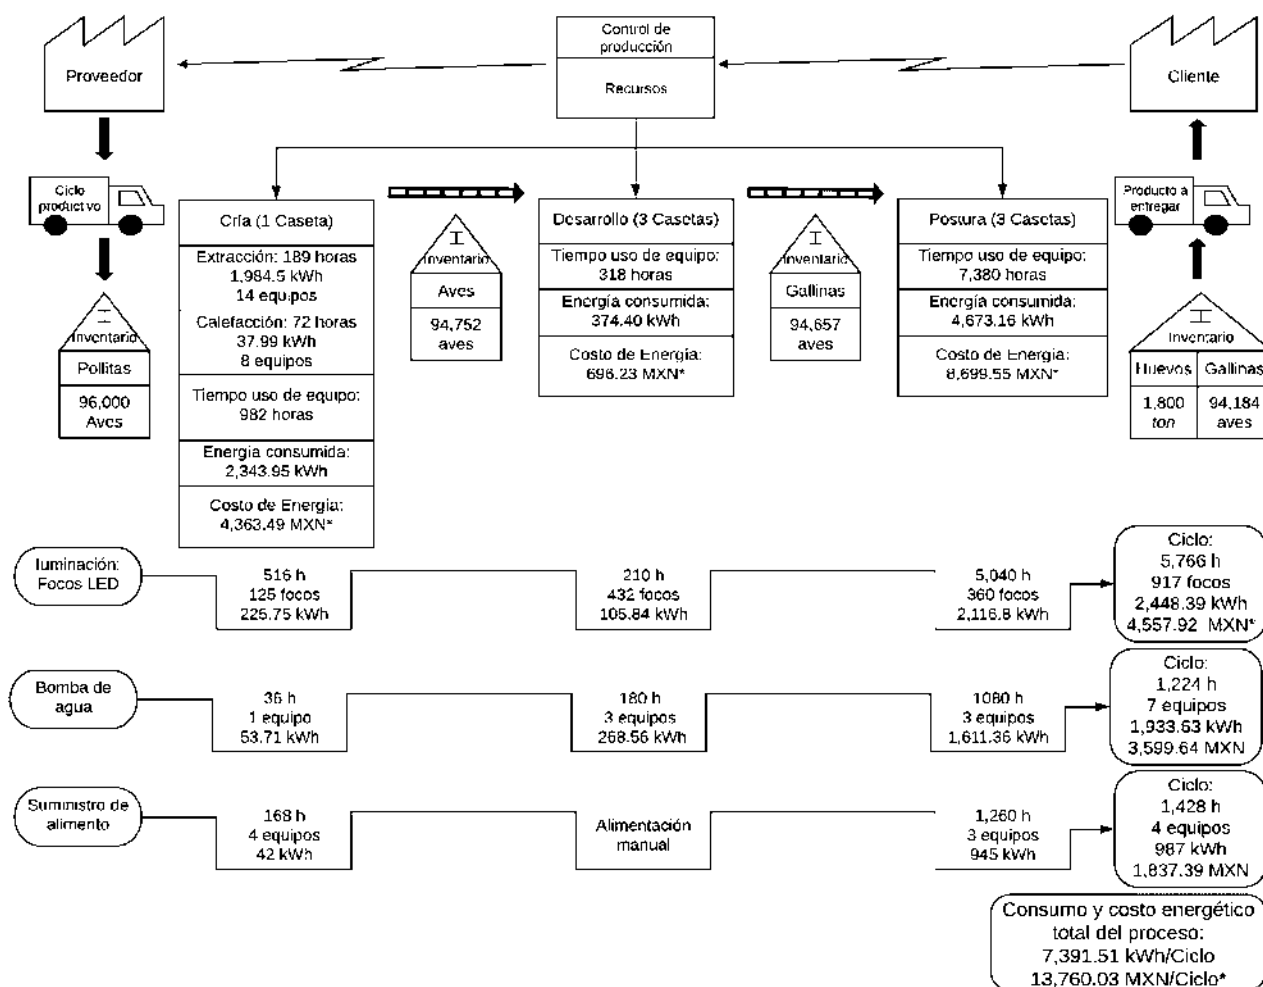 Proveedor
Control de
producción
Recursos
Cliente
Ciclo
productivo
Producto a
entregar
I
Inventario
Pollitas
96,000
Aves
Cría (1 Caseta)
Extracción: 189 horas
1,984.5 kWh
14 equipos
Calefacción: 72 horas
37.99 kWh
8 equipos
Tiempo uso de equipo:
982 horas
Energía consumida:
2,343.95 kWh
Costo de Energía:
4,363.49 MXN*
I
Inventario
Aves
94,752
aves
Desarrollo (3 Casetas)
Tiempo uso de equipo:
318 horas
Energía consumida:
374.40 kWh
Costo de Energía:
696.23 MXN*
I
Inventario
Gallinas
94,657
aves
Postura (3 Casetas)
Tiempo uso de equipo:
7,380 horas
Energía consumida:
4,673.16 kWh
Costo de Energía:
8,699.55 MXN*
I
Inventario
Huevos Gallinas
1,800 94,184
ton aves
Iluminación:
Focos LED
516 h
125 focos
225.75 kWh
210 h
432 focos
105.84 kWh
5,040 h
360 focos
2,116.8 kWh
Ciclo:
5,766 h
917 focos
2,448.39 kWh
4,557.92 MXN*
Bomba de
agua
36 h
1 equipo
53.71 kWh
180 h
3 equipos
268.56 kWh
1080 h
3 equipos
1,611.36 kWh
Ciclo:
1,224 h
7 equipos
1,933.63 kWh
3,599.64 MXN
Suministro de
alimento
168 h
4 equipos
42 kWh
Alimentación
manual
1,260 h
3 equipos
945 kWh
Ciclo:
1,428 h
4 equipos
987 kWh
1,837.39 MXN
Consumo y costo energético
total del proceso:
7,391.51 kWh/Ciclo
13,760.03 MXN/Ciclo*